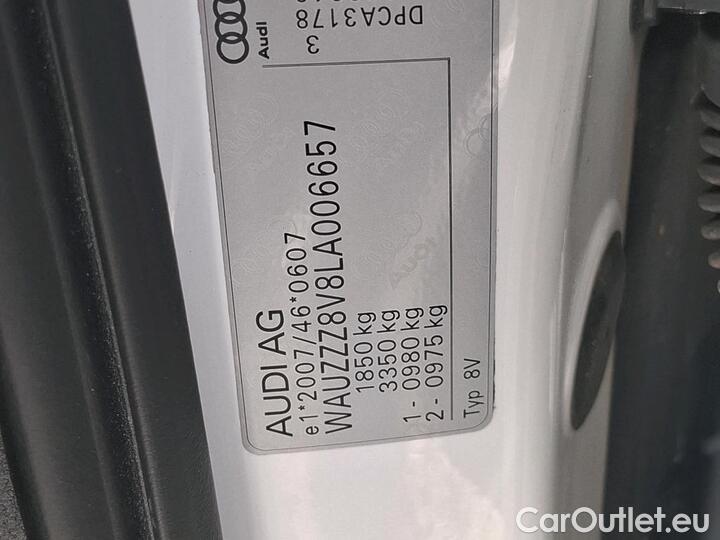 AUDI AG
e1*2007/46*0607
WAUZZZ8V8LA006657
1850 kg
3350 kg
1 - 0980 kg
2 - 0975 kg
Typ 8V
Audi
DPCA3178
3
CarOutlet.eu